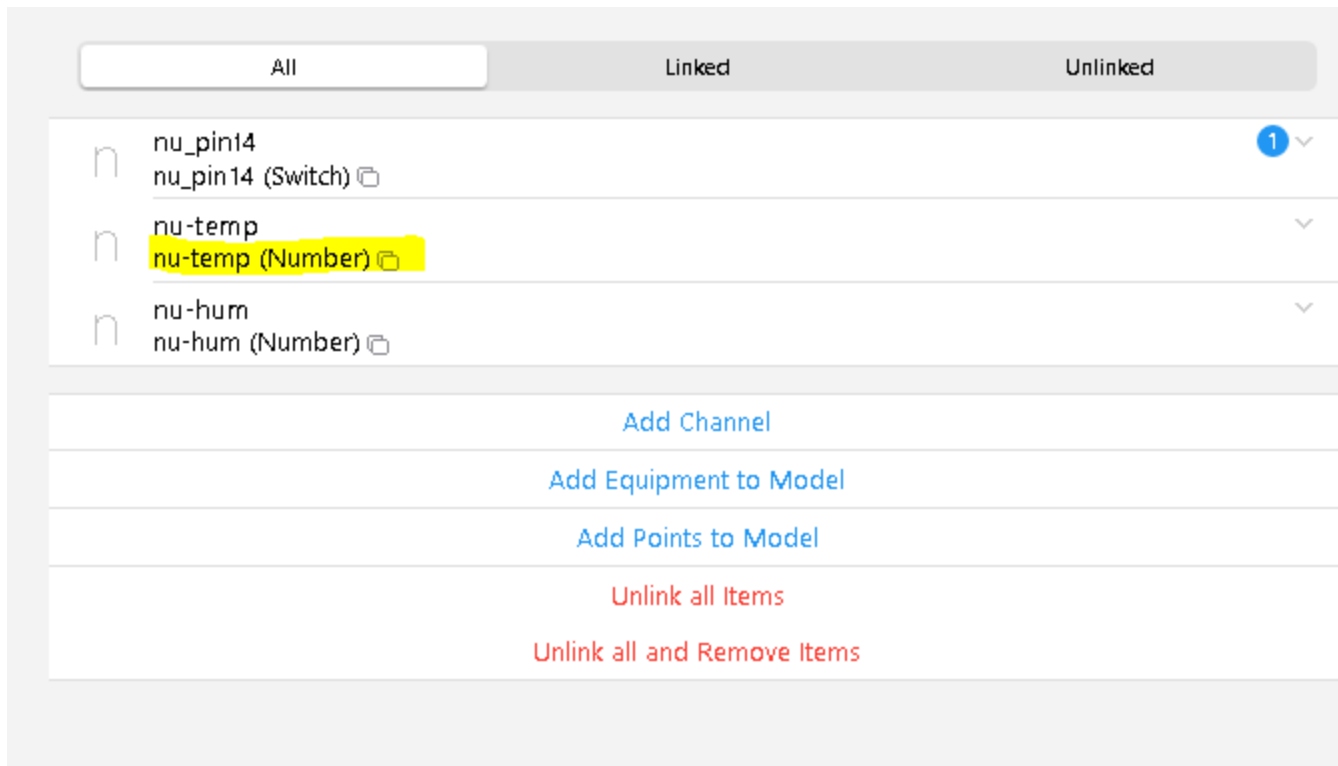 All Linked Unlinked
nu_pin14 1
n nu_pin14 (Switch)
nu-temp
n nu-temp (Number)
nu-hum
n nu-hum (Number)
Add Channel
Add Equipment to Model
Add Points to Model
Unlink all Items
Unlink all and Remove Items